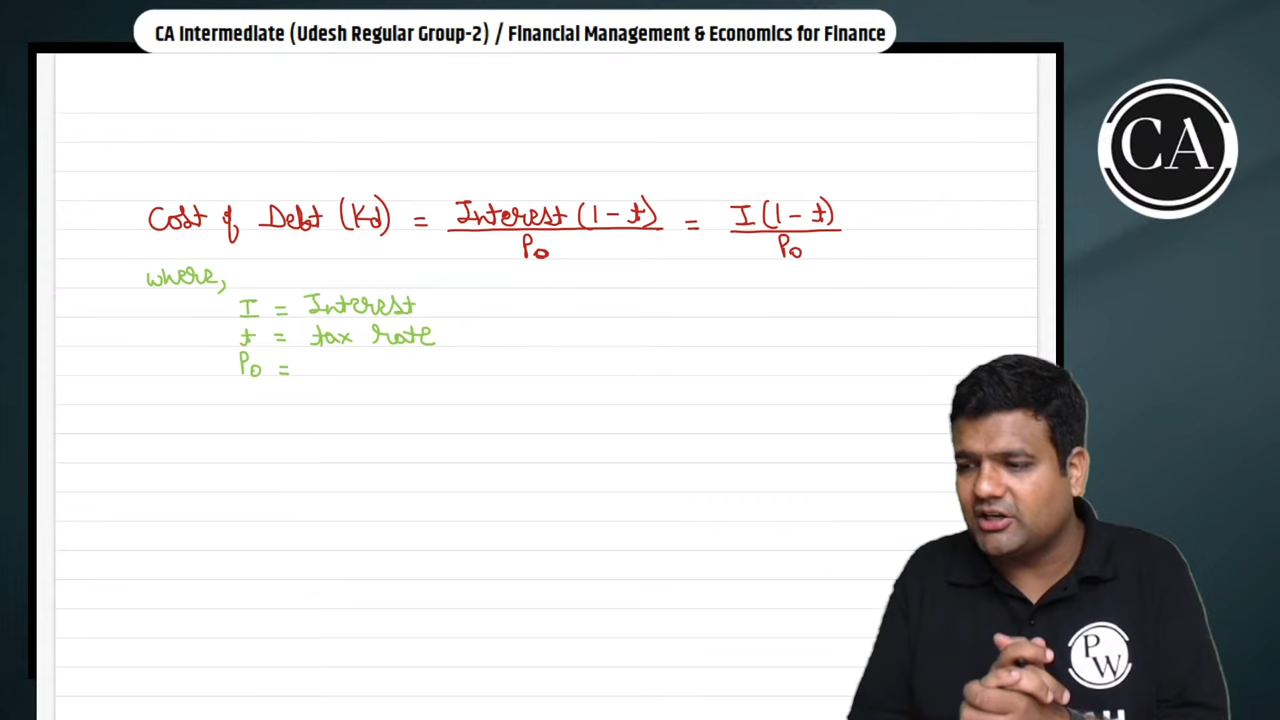 CA Intermediate (Udesh Regular Group-2) / Financial Management & Economics for Finance
CA
Cost of Debt (Kd) = Interest (1 - t) / P0 = I (1 - t) / P0
where,
I = Interest
t = tax rate
P0 =
PW